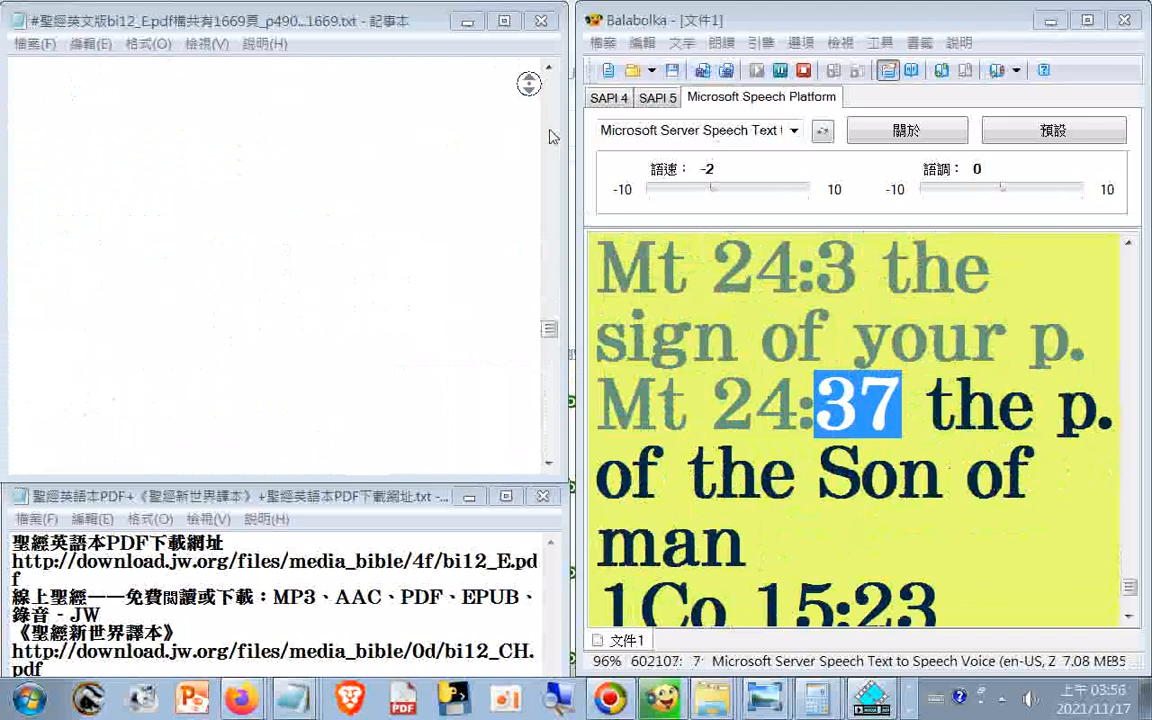 #聖經英文版bi12_E.pdf檔共有1669頁_p490...1669.txt - 記事本
檔案(F) 編輯(E) 格式(O) 檢視(V) 說明(H)
Balabolka - [文件1]
檔案 編輯 文字 朗讀 引擎 選項 檢視 工具 書籤 說明
SAPI 4 SAPI 5 Microsoft Speech Platform
Microsoft Server Speech Text t 關於 預設
語速： -2 語調： 0
-10 10 -10 10
Mt 24:3 the
sign of your p.
Mt 24:37 the p.
of the Son of
man
1Co 15:23
文件1
96% 602107: 7 Microsoft Server Speech Text to Speech Voice (en-US, Z 7.08 MB
聖經英語本PDF+《聖經新世界譯本》+聖經英語本PDF下載網址.txt - ...
檔案(F) 編輯(E) 格式(O) 檢視(V) 說明(H)
聖經英語本PDF下載網址
http://download.jw.org/files/media_bible/4f/bi12_E.pd
f
線上聖經——免費閱讀或下載：MP3、AAC、PDF、EPUB、
錄音 - JW
《聖經新世界譯本》
http://download.jw.org/files/media_bible/0d/bi12_CH.
pdf
上午 03:56
2021/11/17